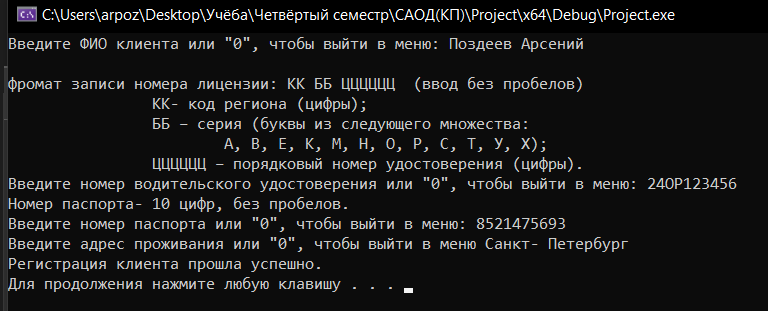 C:\Users\arpoz\Desktop\Учёба\Четвёртый семестр\САОД(КП)\Project\x64\Debug\Project.exe
Введите ФИО клиента или "0", чтобы выйти в меню: Поздеев Арсений
фромат записи номера лицензии: КК ББ ЦЦЦЦЦЦ (ввод без пробелов)
КК- код региона (цифры);
ББ – серия (буквы из следующего множества:
А, В, Е, К, М, Н, О, Р, С, Т, У, Х);
ЦЦЦЦЦЦ – порядковый номер удостоверения (цифры).
Введите номер водительского удостоверения или "0", чтобы выйти в меню: 24ОР123456
Номер паспорта- 10 цифр, без пробелов.
Введите номер паспорта или "0", чтобы выйти в меню: 8521475693
Введите адрес проживания или "0", чтобы выйти в меню Санкт- Петербург
Регистрация клиента прошла успешно.
Для продолжения нажмите любую клавишу . . .